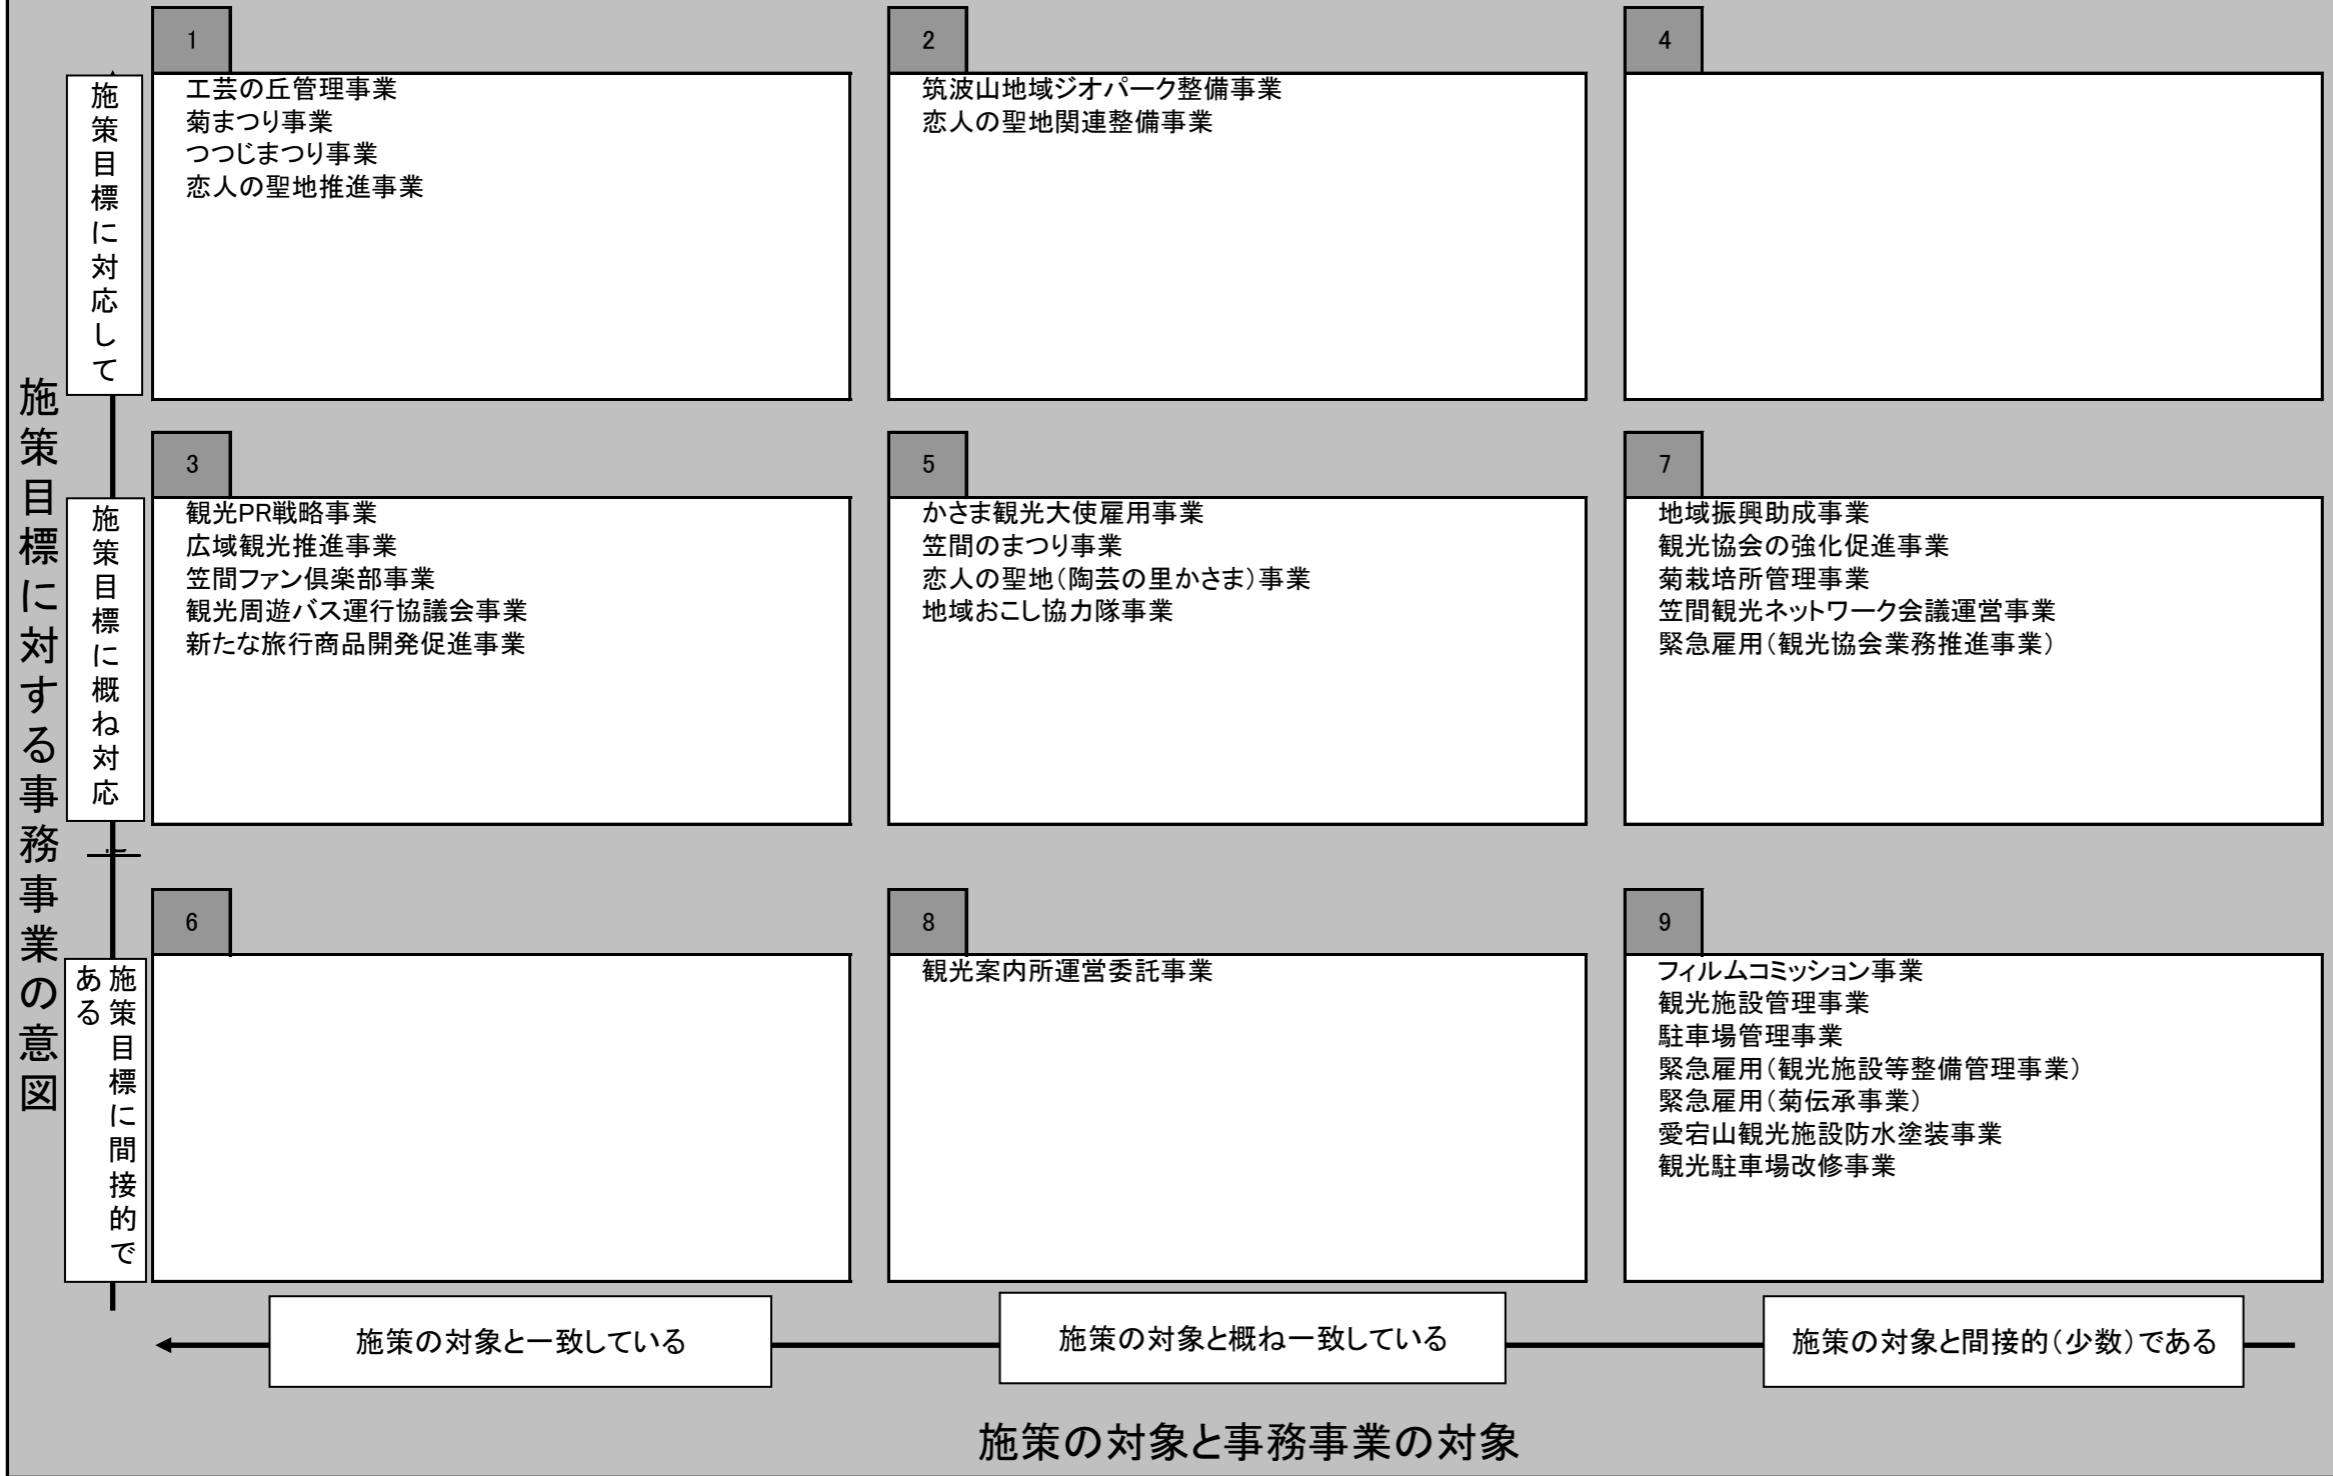 施策目標に対する事務事業の意図
施策目標に対応して
1
工芸の丘管理事業
菊まつり事業
つつじまつり事業
恋人の聖地推進事業
2
筑波山地域ジオパーク整備事業
恋人の聖地関連整備事業
4
施策目標に概ね対応
3
観光PR戦略事業
広域観光推進事業
笠間ファン倶楽部事業
観光周遊バス運行協議会事業
新たな旅行商品開発促進事業
5
かさま観光大使雇用事業
笠間のまつり事業
恋人の聖地（陶芸の里かさま）事業
地域おこし協力隊事業
7
地域振興助成事業
観光協会の強化促進事業
菊栽培所管理事業
笠間観光ネットワーク会議運営事業
緊急雇用（観光協会業務推進事業）
施策目標に間接的で
ある
6
8
観光案内所運営委託事業
9
フィルムコミッション事業
観光施設管理事業
駐車場管理事業
緊急雇用（観光施設等整備管理事業）
緊急雇用（菊伝承事業）
愛宕山観光施設防水塗装事業
観光駐車場改修事業
施策の対象と一致している
施策の対象と概ね一致している
施策の対象と間接的（少数）である
施策の対象と事務事業の対象